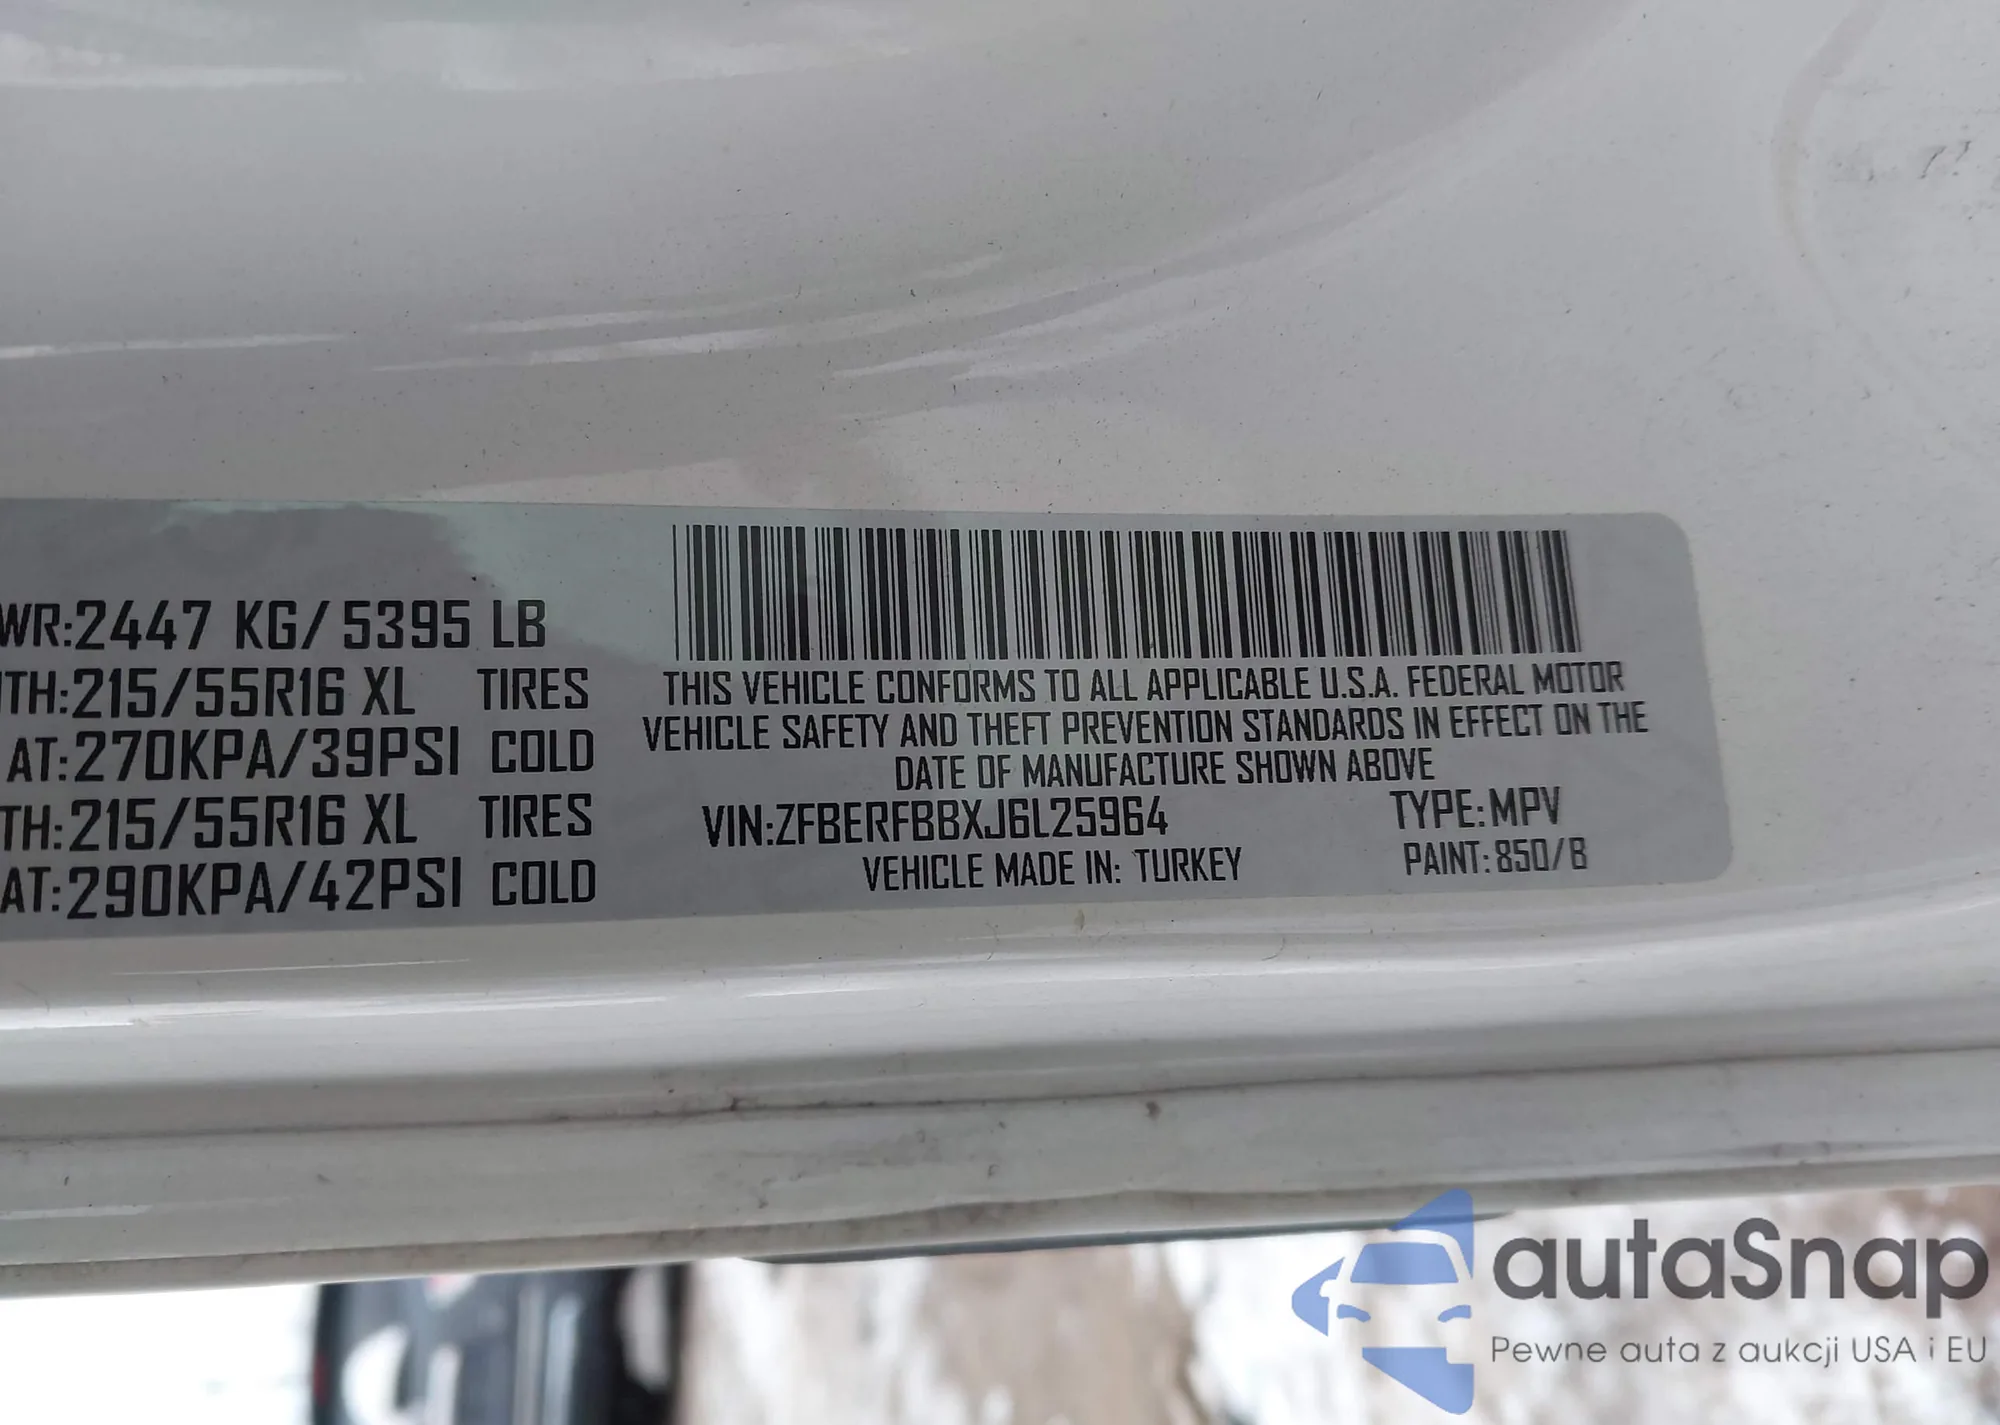 WR:2447 KG/5395 LB
TH:215/55R16 XL TIRES
AT:270KPA/39PSI COLD
TH:215/55R16 XL TIRES
AT:290KPA/42PSI COLD
THIS VEHICLE CONFORMS TO ALL APPLICABLE U.S.A. FEDERAL MOTOR
VEHICLE SAFETY AND THEFT PREVENTION STANDARDS IN EFFECT ON THE
DATE OF MANUFACTURE SHOWN ABOVE
VIN:ZFBERFBBXJ6L25964 TYPE:MPV
VEHICLE MADE IN: TURKEY PAINT:850/B
autaSnap
Pewne auta z aukcji USA i EU